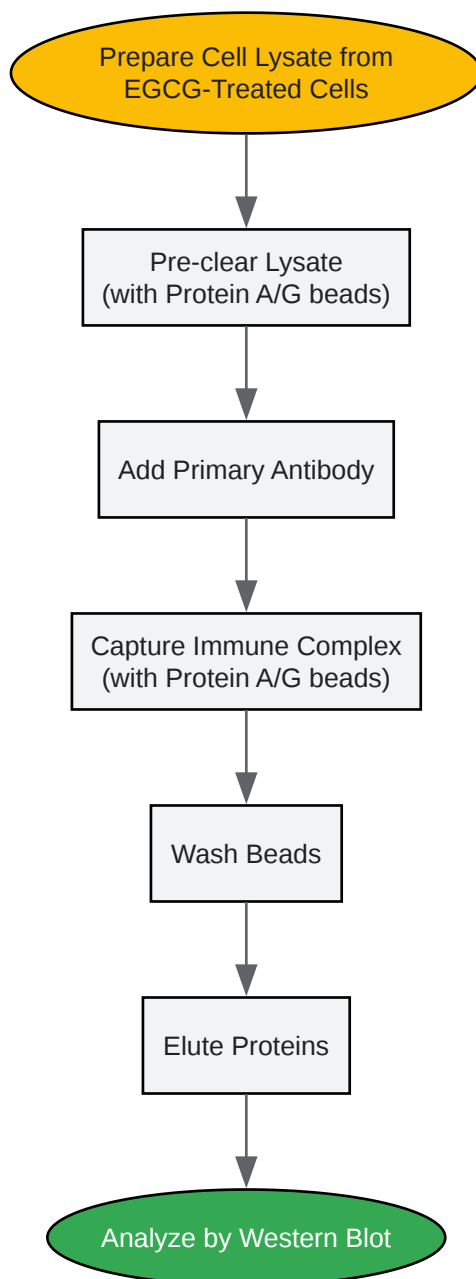 Prepare Cell Lysate from
EGCG-Treated Cells
Pre-clear Lysate
(with Protein A/G beads)
Add Primary Antibody
Capture Immune Complex
(with Protein A/G beads)
Wash Beads
Elute Proteins
Analyze by Western Blot